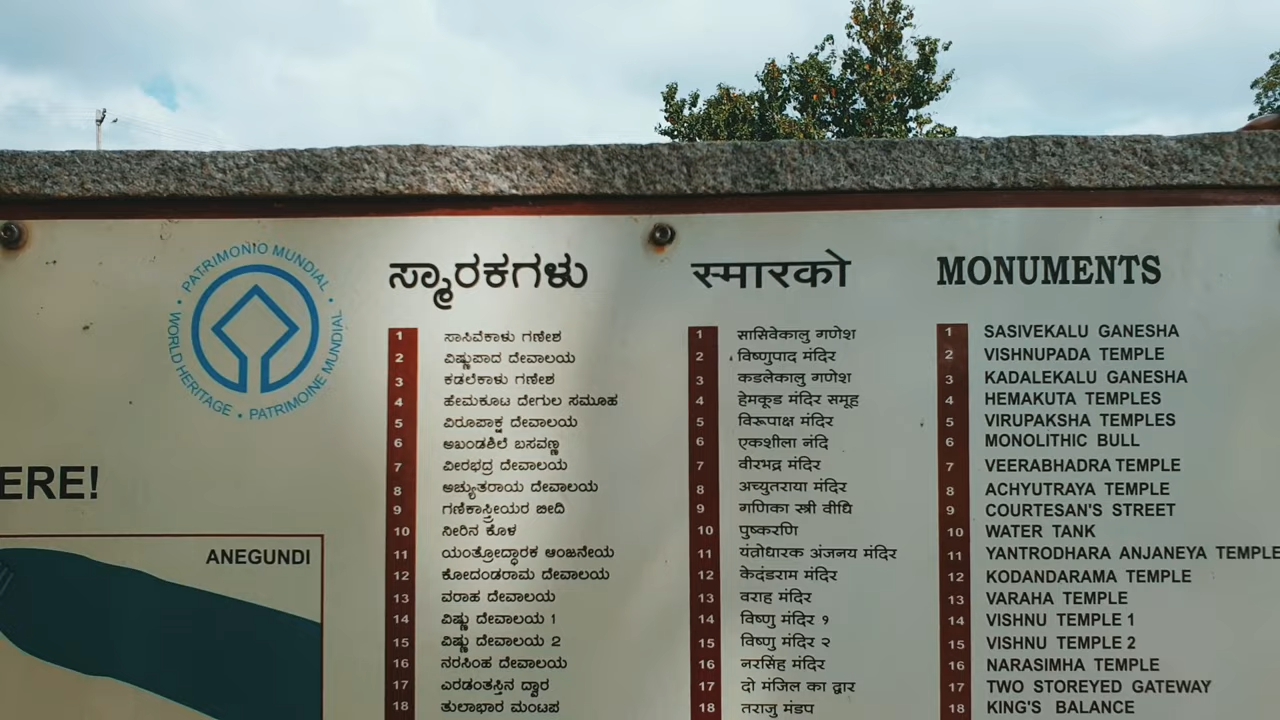 PATRIMONIO MUNDIAL • WORLD HERITAGE • PATRIMOINE MUNDIAL •
ERE!
ANEGUNDI
ಸ್ಮಾರಕಗಳು
1 ಸಾಸಿವೆಕಾಳು ಗಣೇಶ
2 ವಿಷ್ಣುಪಾದ ದೇವಾಲಯ
3 ಕಡಲೆಕಾಳು ಗಣೇಶ
4 ಹೇಮಕೂಟ ದೇಗುಲ ಸಮೂಹ
5 ವಿರೂಪಾಕ್ಷ ದೇವಾಲಯ
6 ಅಖಂಡಶಿಲೆ ಬಸವಣ್ಣ
7 ವೀರಭದ್ರ ದೇವಾಲಯ
8 ಅಚ್ಯುತರಾಯ ದೇವಾಲಯ
9 ಗಣಿಕಾಸ್ತ್ರೀಯರ ಬೀದಿ
10 ನೀರಿನ ಕೊಳ
11 ಯಂತ್ರೋದ್ಧಾರಕ ಆಂಜನೇಯ
12 ಕೋದಂಡರಾಮ ದೇವಾಲಯ
13 ವರಾಹ ದೇವಾಲಯ
14 ವಿಷ್ಣು ದೇವಾಲಯ 1
15 ವಿಷ್ಣು ದೇವಾಲಯ 2
16 ನರಸಿಂಹ ದೇವಾಲಯ
17 ಎರಡಂತಸ್ತಿನ ದ್ವಾರ
18 ತುಲಾಭಾರ ಮಂಟಪ
स्मारको
1 सासिवेकालु गणेश
2 विष्णुपाद मंदिर
3 कडलेकालु गणेश
4 हेमकूड मंदिर समूह
5 विरूपाक्ष मंदिर
6 एकशीला नंदि
7 वीरभद्र मंदिर
8 अच्युतराया मंदिर
9 गणिका स्त्री वीधि
10 पुष्करणि
11 यंत्रोधारक अंजनय मंदिर
12 केदंडराम मंदिर
13 वराह मंदिर
14 विष्णु मंदिर १
15 विष्णु मंदिर २
16 नरसिंह मंदिर
17 दो मंजिल का द्वार
18 तराजु मंडप
MONUMENTS
1 SASIVEKALU GANESHA
2 VISHNUPADA TEMPLE
3 KADALEKALU GANESHA
4 HEMAKUTA TEMPLES
5 VIRUPAKSHA TEMPLES
6 MONOLITHIC BULL
7 VEERABHADRA TEMPLE
8 ACHYUTRAYA TEMPLE
9 COURTESAN'S STREET
10 WATER TANK
11 YANTRODHARA ANJANEYA TEMPLE
12 KODANDARAMA TEMPLE
13 VARAHA TEMPLE
14 VISHNU TEMPLE 1
15 VISHNU TEMPLE 2
16 NARASIMHA TEMPLE
17 TWO STOREYED GATEWAY
18 KING'S BALANCE